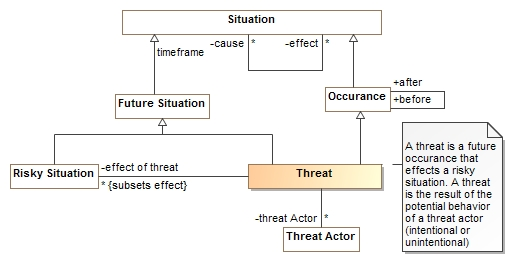 Situation
-cause
*
-effect
*
timeframe
+after
Future Situation
Occurance
+before
A threat is a future
occurance that
effects a risky
situation. A threat
is the result of the
potential behavior
of a threat actor
(intentional or
unintentional)
Risky Situation
-effect of threat
* {subsets effect}
Threat
-threat Actor
*
Threat Actor